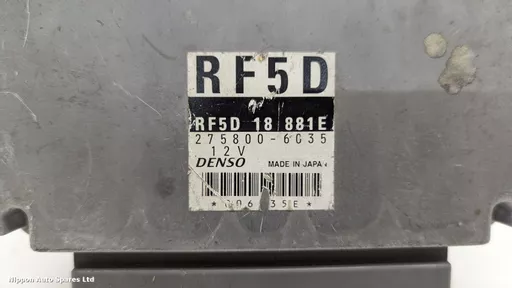 RF5D
RF5D 18 881E
275800-6035
12V
DENSO MADE IN JAPAN
Nippon Auto Spares Ltd